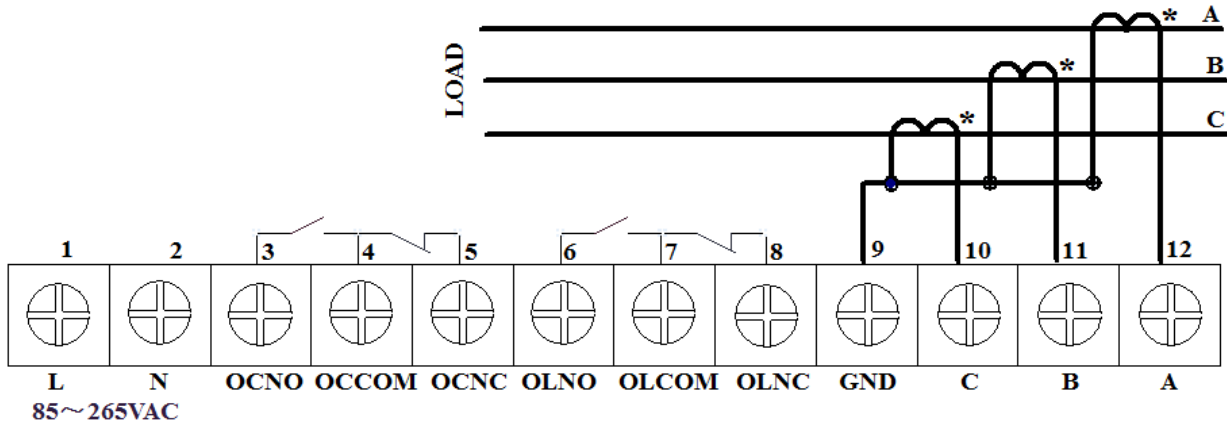 * A
LOAD
* B
* C
1 2 3 4 5 6 7 8 9 10 11 12
L N OCNO OCCOM OCNC OLNO OLCOM OLNC GND C B A
85～265VAC